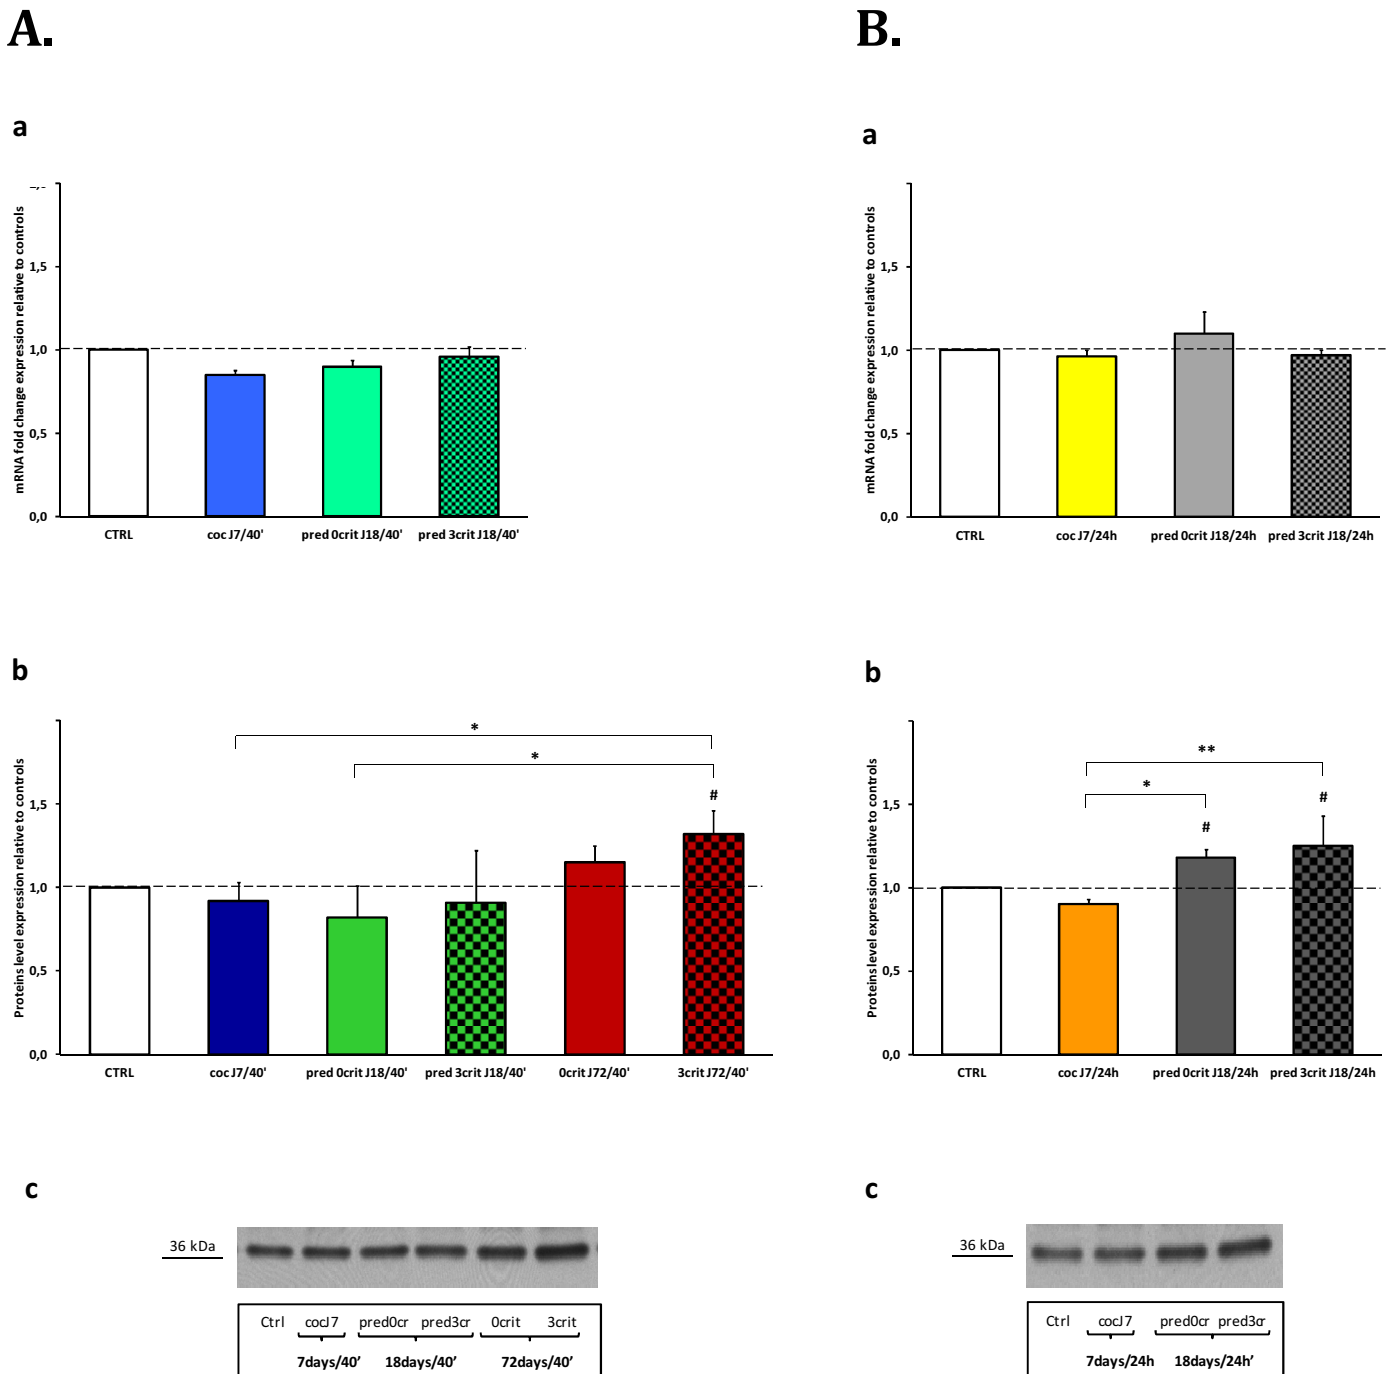 A.
B.
a
mRNA fold change expression relative to controls
1,5
1,0
0,5
0,0
CTRL coc J7/40' pred 0crit J18/40' pred 3crit J18/40'
a
mRNA fold change expression relative to controls
1,5
1,0
0,5
0,0
CTRL coc J7/24h pred 0crit J18/24h pred 3crit J18/24h
b
Proteins level expression relative to controls
*
*
#
1,5
1,0
0,5
0,0
CTRL coc J7/40' pred 0crit J18/40' pred 3crit J18/40' 0crit J72/40' 3crit J72/40'
b
Proteins level expression relative to controls
**
*
#
#
1,5
1,0
0,5
0,0
CTRL coc J7/24h pred 0crit J18/24h pred 3crit J18/24h
c
36 kDa
Ctrl cocJ7 pred0cr pred3cr 0crit 3crit
7days/40’ 18days/40’ 72days/40’
c
36 kDa
Ctrl cocJ7 pred0cr pred3cr
7days/24h 18days/24h’